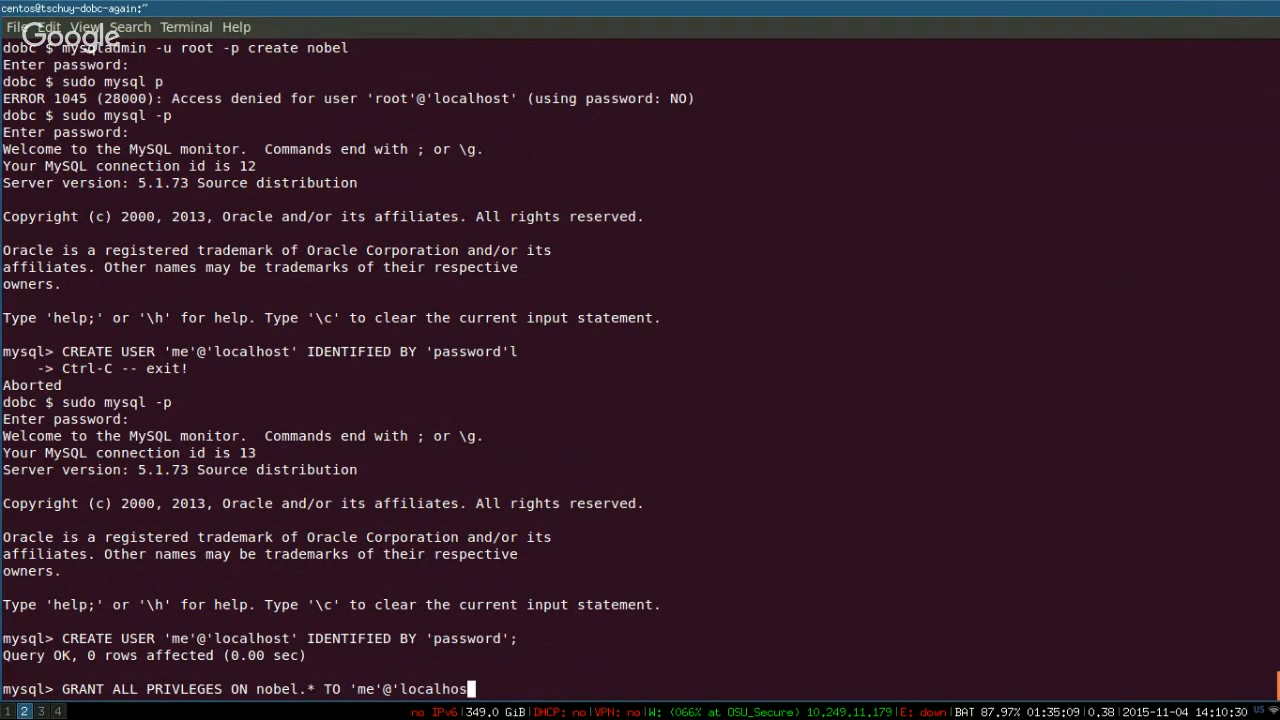 centos@tschuy-dobc-again:~
File Edit View Search Terminal Help
Google
dobc $ mysqladmin -u root -p create nobel
Enter password:
dobc $ sudo mysql p
ERROR 1045 (28000): Access denied for user 'root'@'localhost' (using password: NO)
dobc $ sudo mysql -p
Enter password:
Welcome to the MySQL monitor.  Commands end with ; or \g.
Your MySQL connection id is 12
Server version: 5.1.73 Source distribution
Copyright (c) 2000, 2013, Oracle and/or its affiliates. All rights reserved.
Oracle is a registered trademark of Oracle Corporation and/or its
affiliates. Other names may be trademarks of their respective
owners.
Type 'help;' or '\h' for help. Type '\c' to clear the current input statement.
mysql> CREATE USER 'me'@'localhost' IDENTIFIED BY 'password'l
    -> Ctrl-C -- exit!
Aborted
dobc $ sudo mysql -p
Enter password:
Welcome to the MySQL monitor.  Commands end with ; or \g.
Your MySQL connection id is 13
Server version: 5.1.73 Source distribution
Copyright (c) 2000, 2013, Oracle and/or its affiliates. All rights reserved.
Oracle is a registered trademark of Oracle Corporation and/or its
affiliates. Other names may be trademarks of their respective
owners.
Type 'help;' or '\h' for help. Type '\c' to clear the current input statement.
mysql> CREATE USER 'me'@'localhost' IDENTIFIED BY 'password';
Query OK, 0 rows affected (0.00 sec)
mysql> GRANT ALL PRIVLEGES ON nobel.* TO 'me'@'localhos
1 2 3 4 no IPv6|349.0 GiB|DHCP: no|VPN: no|W: (066% at OSU_Secure) 10.249.11.179|E: down|BAT 87.97% 01:35:09|0.38|2015-11-04 14:10:30 US